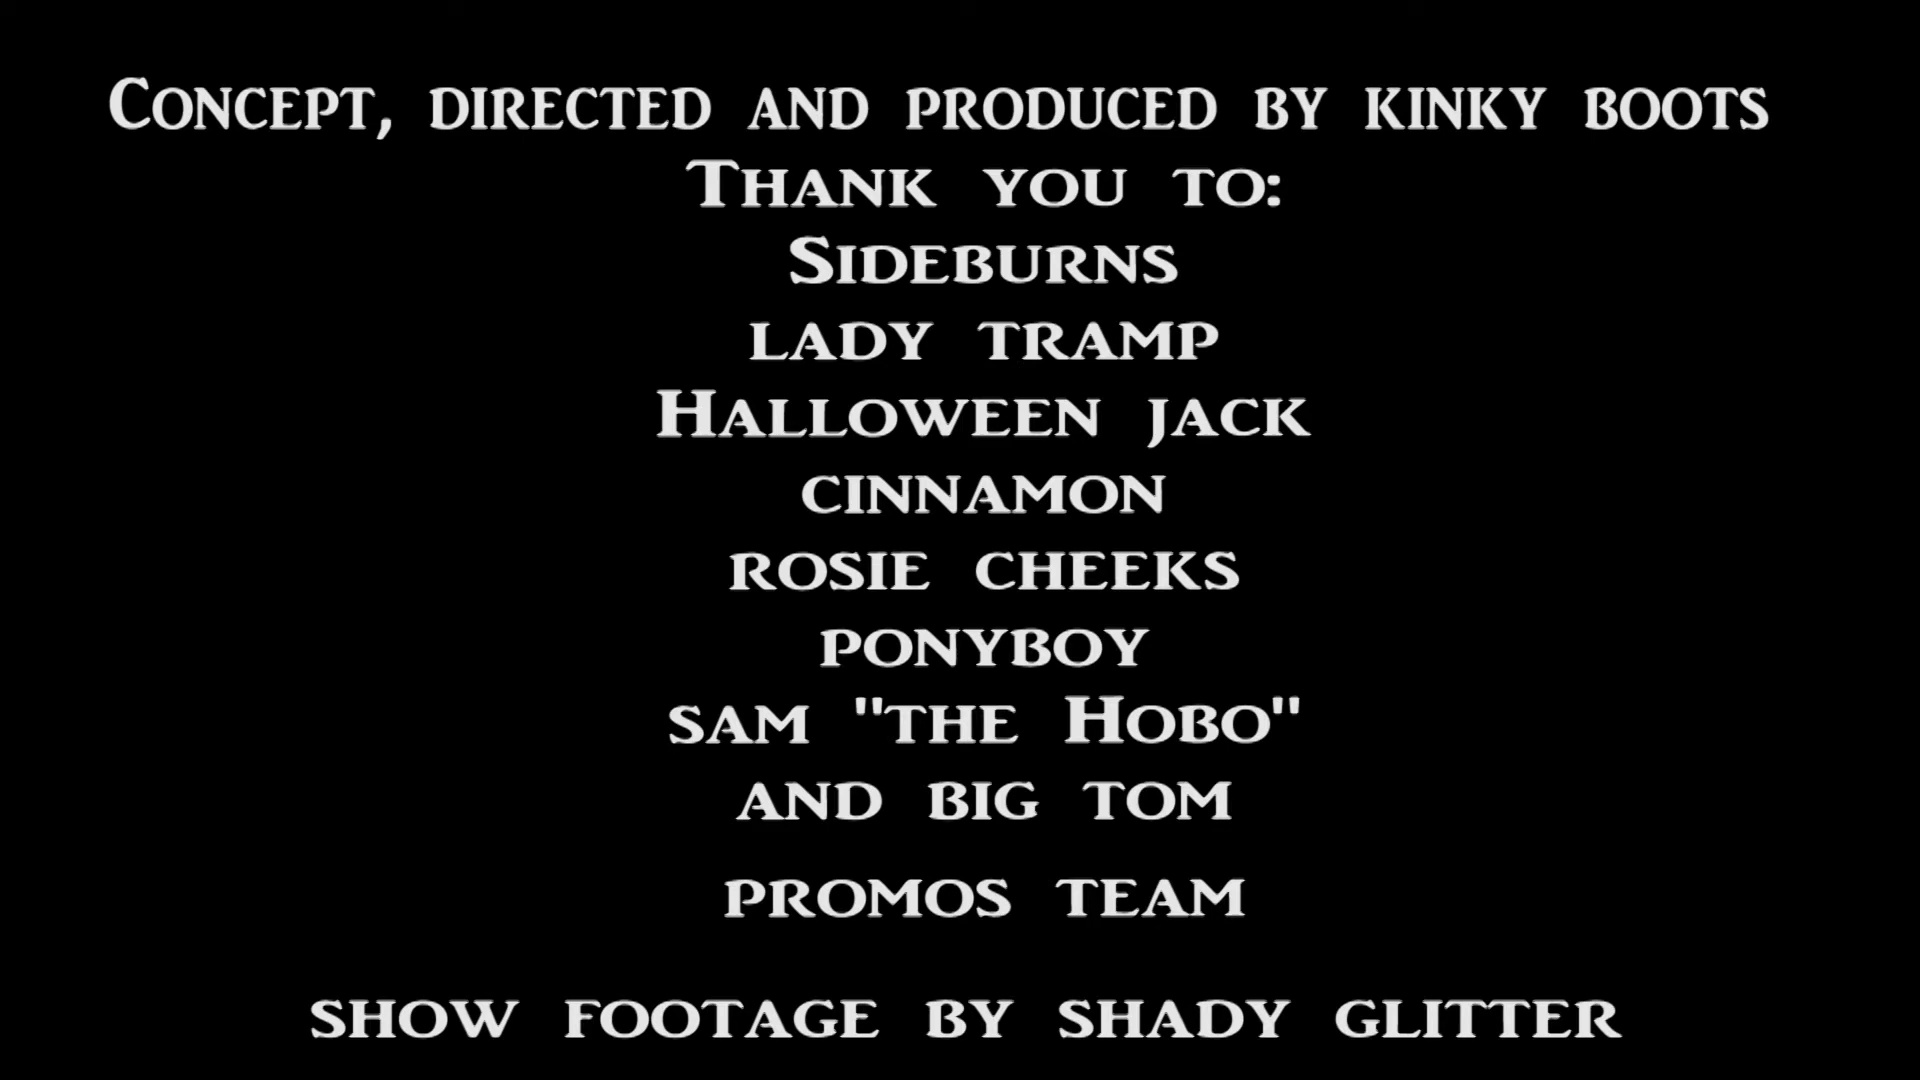 Concept, directed and produced by kinky boots
Thank you to:
Sideburns
lady tramp
Halloween jack
cinnamon
rosie cheeks
ponyboy
sam "the Hobo"
and big tom
promos team
show footage by shady glitter